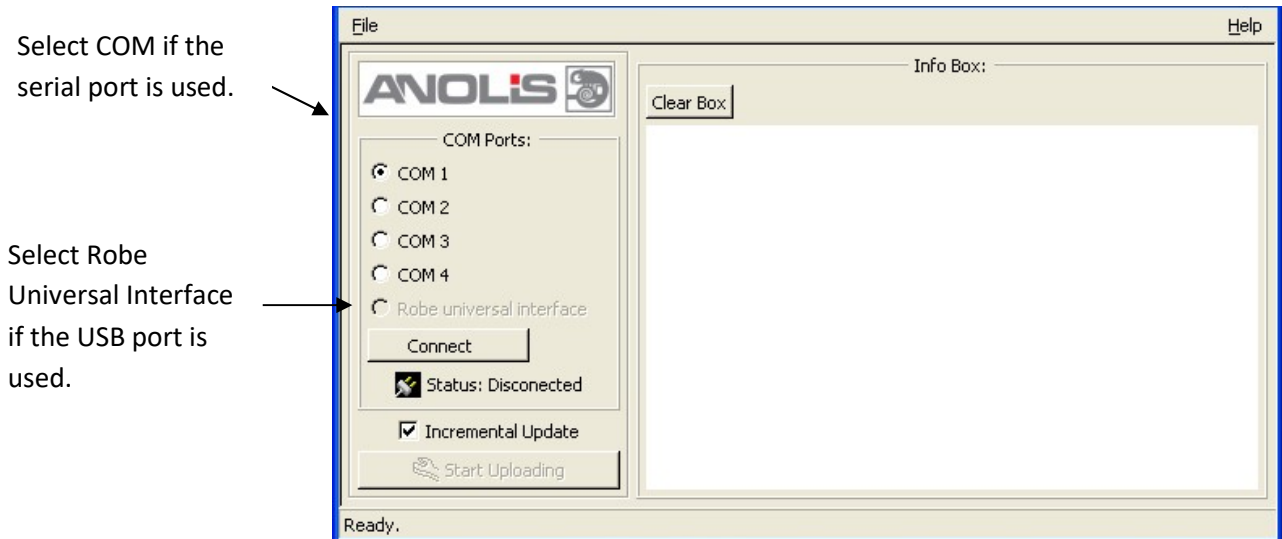 Select COM if the
serial port is used.
Select Robe
Universal Interface
if the USB port is
used.
File Help
ANOLiS
COM Ports:
COM 1
COM 2
COM 3
COM 4
Robe universal interface
Connect
Status: Disconected
Incremental Update
Start Uploading
Info Box:
Clear Box
Ready.